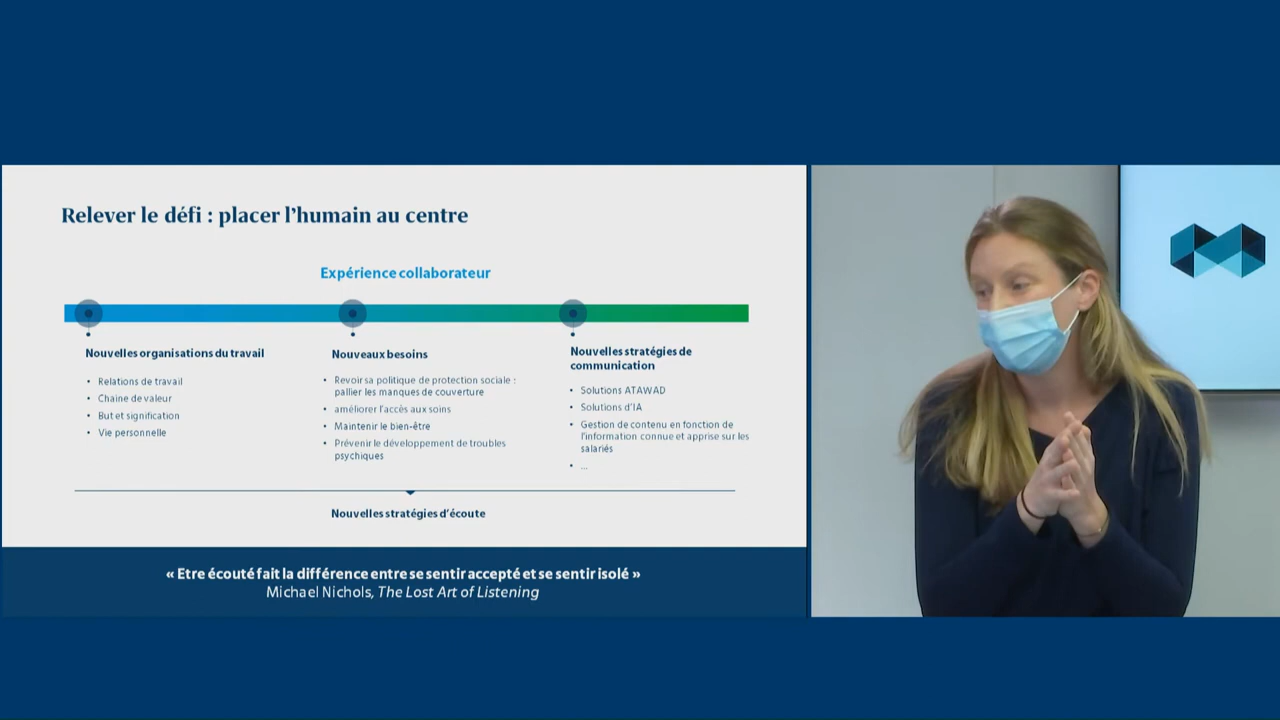 Relever le défi : placer l'humain au centre
Expérience collaborateur
Nouvelles organisations du travail
• Relations de travail
• Chaine de valeur
• But et signification
• Vie personnelle
Nouveaux besoins
• Revoir sa politique de protection sociale :
pallier les manques de couverture
• améliorer l'accès aux soins
• Maintenir le bien-être
• Prévenir le développement de troubles
psychiques
Nouvelles stratégies de
communication
• Solutions ATAWAD
• Solutions d'IA
• Gestion de contenu en fonction de
l'information connue et apprise sur les
salariés
• ...
Nouvelles stratégies d'écoute
« Etre écouté fait la différence entre se sentir accepté et se sentir isolé »
Michael Nichols, The Lost Art of Listening